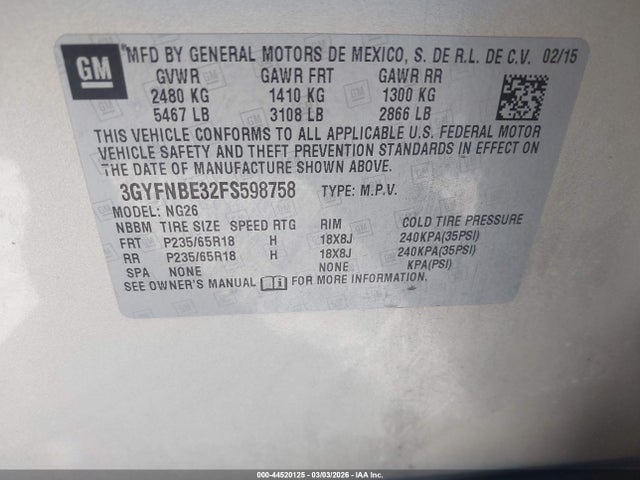 GM
*MFD BY GENERAL MOTORS DE MEXICO, S. DE R.L. DE C.V. 02/15
GVWR GAWR FRT GAWR RR
2480 KG 1410 KG 1300 KG
5467 LB 3108 LB 2866 LB
THIS VEHICLE CONFORMS TO ALL APPLICABLE U.S. FEDERAL MOTOR
VEHICLE SAFETY AND THEFT PREVENTION STANDARDS IN EFFECT ON
THE DATE OF MANUFACTURE SHOWN ABOVE.
3GYFNBE32FS598758 TYPE: M.P.V.
MODEL: NG26
NBBM TIRE SIZE SPEED RTG RIM COLD TIRE PRESSURE
FRT P235/65R18 H 18X8J 240KPA(35PSI)
RR P235/65R18 H 18X8J 240KPA(35PSI)
SPA NONE NONE KPA(PSI)
SEE OWNER'S MANUAL FOR MORE INFORMATION.
000-44520125 - 03/03/2026 - IAA Inc.